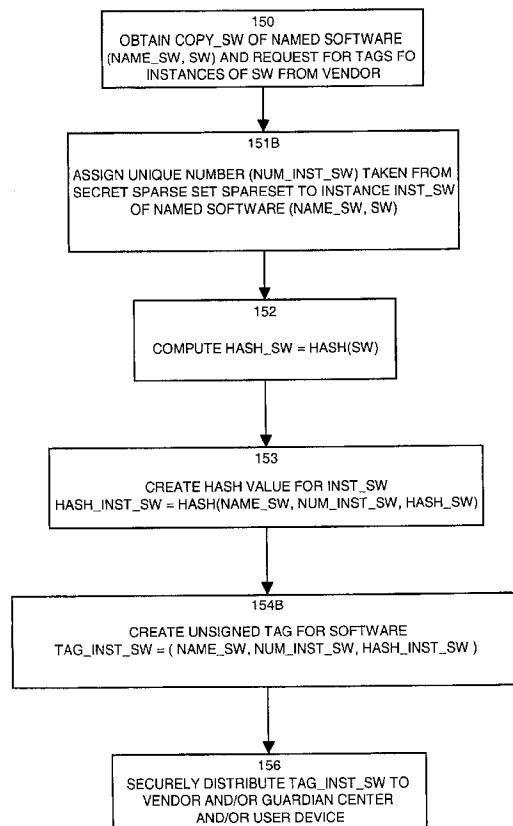 150
OBTAIN COPY_SW OF NAMED SOFTWARE
(NAME_SW, SW) AND REQUEST FOR TAGS FO
INSTANCES OF SW FROM VENDOR
151B
ASSIGN UNIQUE NUMBER (NUM_INST_SW) TAKEN FROM
SECRET SPARSE SET SPARESET TO INSTANCE INST_SW
OF NAMED SOFTWARE (NAME_SW, SW)
152
COMPUTE HASH_SW = HASH(SW)
153
CREATE HASH VALUE FOR INST_SW
HASH_INST_SW = HASH(NAME_SW, NUM_INST_SW, HASH_SW)
154B
CREATE UNSIGNED TAG FOR SOFTWARE
TAG_INST_SW = ( NAME_SW, NUM_INST_SW, HASH_INST_SW )
156
SECURELY DISTRIBUTE TAG_INST_SW TO
VENDOR AND/OR GUARDIAN CENTER
AND/OR USER DEVICE